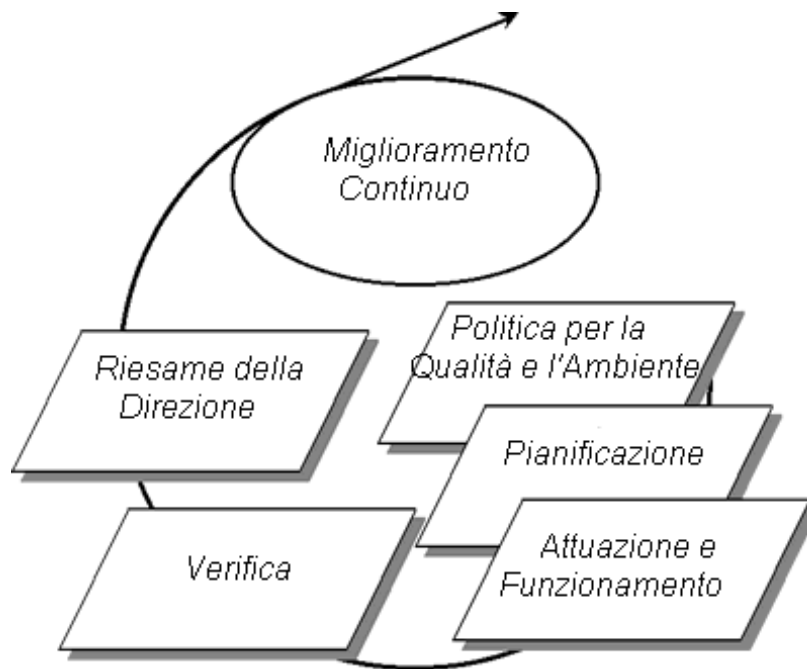 Miglioramento
Continuo
Politica per la
Qualità e l'Ambiente
Riesame della
Direzione
Pianificazione
Attuazione e
Funzionamento
Verifica